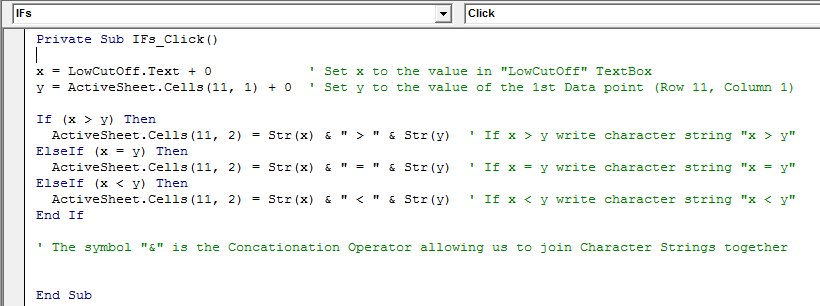 IFs Click
Private Sub IFs_Click()
x = LowCutOff.Text + 0 ' Set x to the value in "LowCutOff" TextBox
y = ActiveSheet.Cells(11, 1) + 0 ' Set y to the value of the 1st Data point (Row 11, Column 1)
If (x > y) Then
ActiveSheet.Cells(11, 2) = Str(x) & " > " & Str(y) ' If x > y write character string "x > y"
ElseIf (x = y) Then
ActiveSheet.Cells(11, 2) = Str(x) & " = " & Str(y) ' If x = y write character string "x = y"
ElseIf (x < y) Then
ActiveSheet.Cells(11, 2) = Str(x) & " < " & Str(y) ' If x < y write character string "x < y"
End If
' The symbol "&" is the Concationation Operator allowing us to join Character Strings together
End Sub